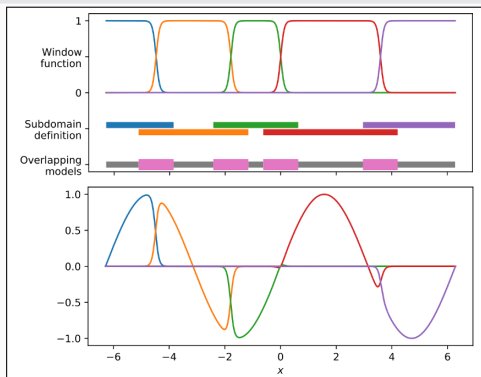 1
Window
function
0
Subdomain
definition
Overlapping
models
1.0
0.5
0.0
−0.5
−1.0
−6 −4 −2 0 2 4 6
x